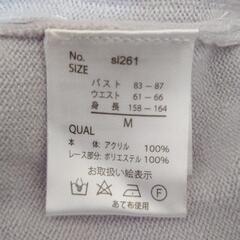 No. sl261
SIZE
バスト 83-87
ウエスト 61-66
身長 158-164
M
QUAL
本体: アクリル 100%
レース部分: ポリエステル 100%
お取扱い絵表示
F
あて布使用